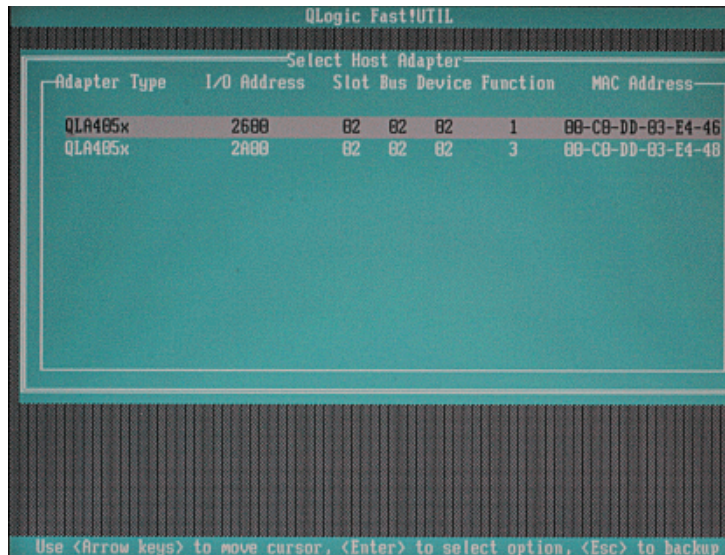 QLogic Fast!UTIL
Select Host Adapter
Adapter Type I/O Address Slot Bus Device Function MAC Address
QLA405x 2600 02 02 02 1 00-C0-DD-03-E4-46
QLA405x 2A00 02 02 02 3 00-C0-DD-03-E4-48
Use <Arrow keys> to move cursor, <Enter> to select option, <Esc> to backup